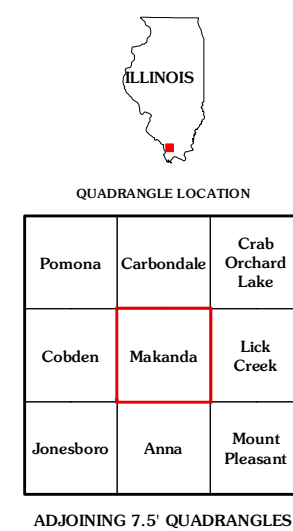 ILLINOIS
QUADRANGLE LOCATION
Pomona
Carbondale
Crab
Orchard
Lake
Cobden
Makanda
Lick
Creek
Jonesboro
Anna
Mount
Pleasant
ADJOINING 7.5' QUADRANGLES